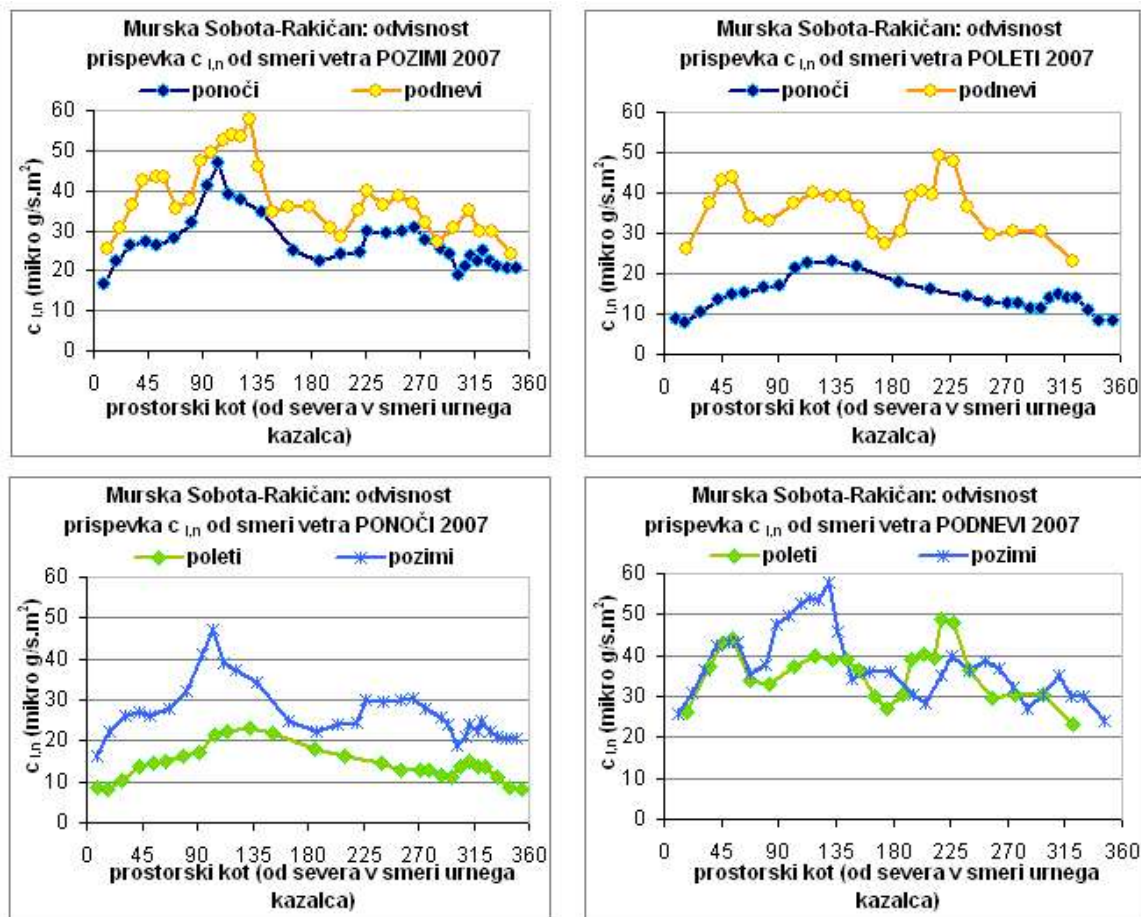 Murska Sobota-Rakičan: odvisnost
prispevka c l,n od smeri vetra POZIMI 2007
ponoči podnevi
c l,n (mikro g/s.m²)
60
50
40
30
20
10
0
0 45 90 135 180 225 270 315 360
prostorski kot (od severa v smeri urnega
kazalca)
Murska Sobota-Rakičan: odvisnost
prispevka c l,n od smeri vetra POLETI 2007
ponoči podnevi
c l,n (mikro g/s.m²)
60
50
40
30
20
10
0
0 45 90 135 180 225 270 315 360
prostorski kot (od severa v smeri urnega
kazalca)
Murska Sobota-Rakičan: odvisnost
prispevka c l,n od smeri vetra PONOČI 2007
poleti pozimi
c l,n (mikro g/s.m²)
60
50
40
30
20
10
0
0 45 90 135 180 225 270 315 360
prostorski kot (od severa v smeri urnega
kazalca)
Murska Sobota-Rakičan: odvisnost
prispevka c l,n od smeri vetra PODNEVI 2007
poleti pozimi
c l,n (mikro g/s.m²)
60
50
40
30
20
10
0
0 45 90 135 180 225 270 315 360
prostorski kot (od severa v smeri urnega
kazalca)